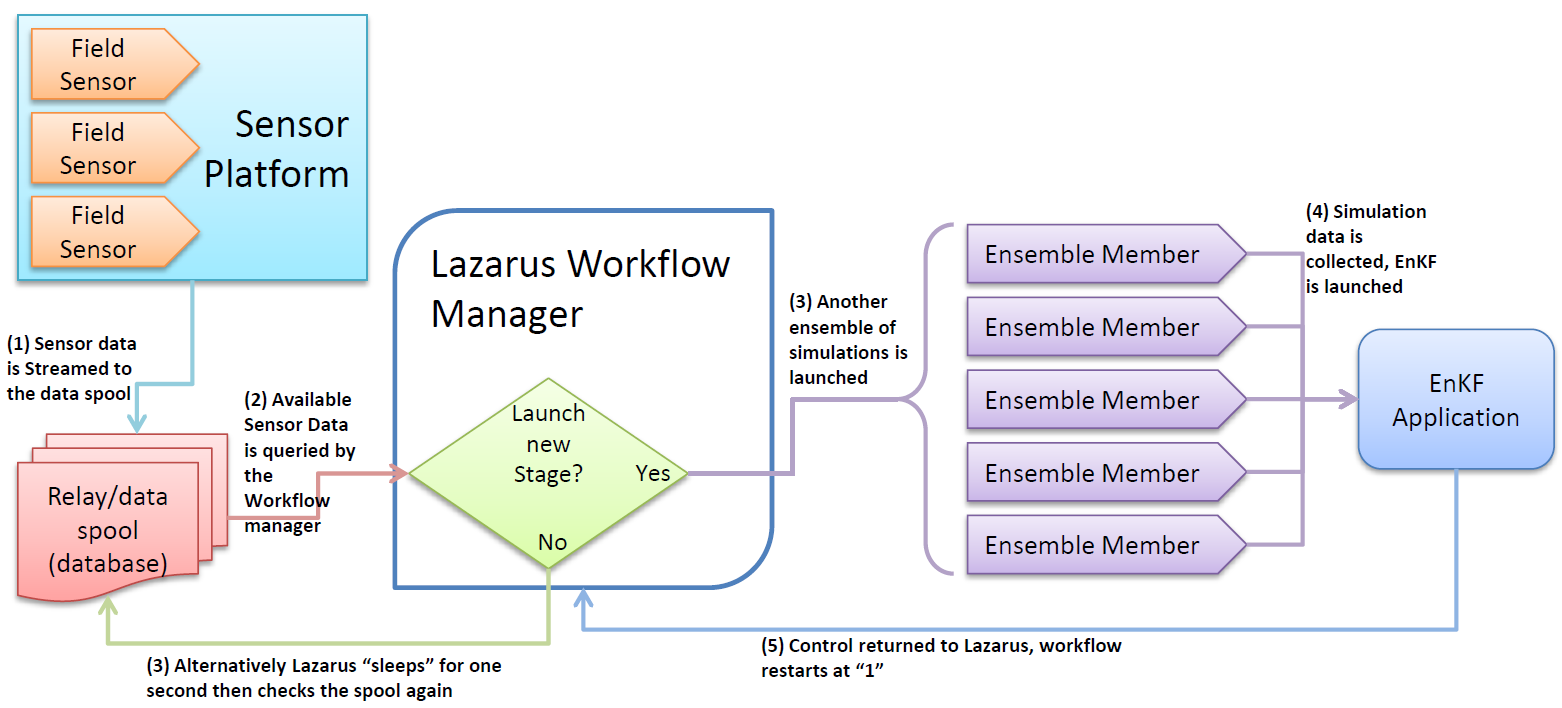 Field
Sensor
Field
Sensor
Field
Sensor
Sensor
Platform
(1) Sensor data
is Streamed to
the data spool
Relay/data
spool
(database)
(2) Available
Sensor Data
is queried by
the
Workflow
manager
Lazarus Workflow
Manager
Launch
new
Stage?
Yes
No
(3) Alternatively Lazarus “sleeps” for one
second then checks the spool again
(3) Another
ensemble of
simulations is
launched
Ensemble Member
Ensemble Member
Ensemble Member
Ensemble Member
Ensemble Member
(4) Simulation
data is
collected, EnKF
is launched
EnKF
Application
(5) Control returned to Lazarus, workflow
restarts at “1”